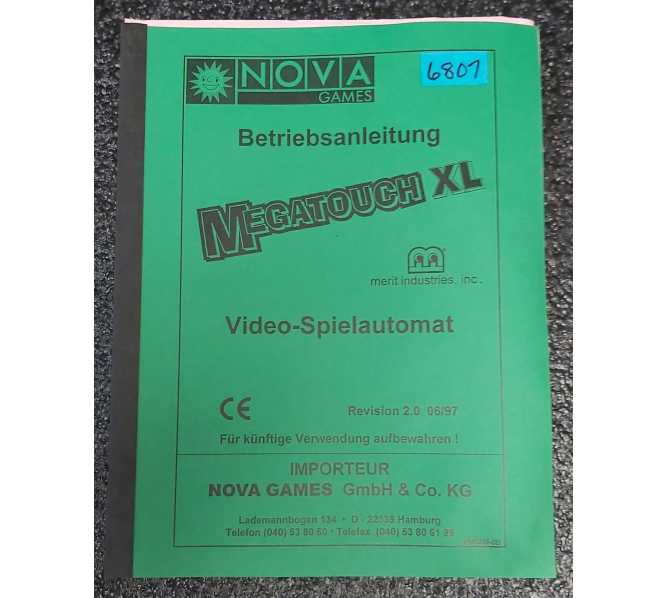 NOVA
GAMES
6807
Betriebsanleitung
MEGATOUCH XL
merit industries, inc.
Video-Spielautomat
CE
Revision 2.0 06/97
Für künftige Verwendung aufbewahren !
IMPORTEUR
NOVA GAMES GmbH & Co. KG
Lademannbogen 134 • D - 22339 Hamburg
Telefon (040) 53 80 60 • Telefax (040) 53 80 61 29